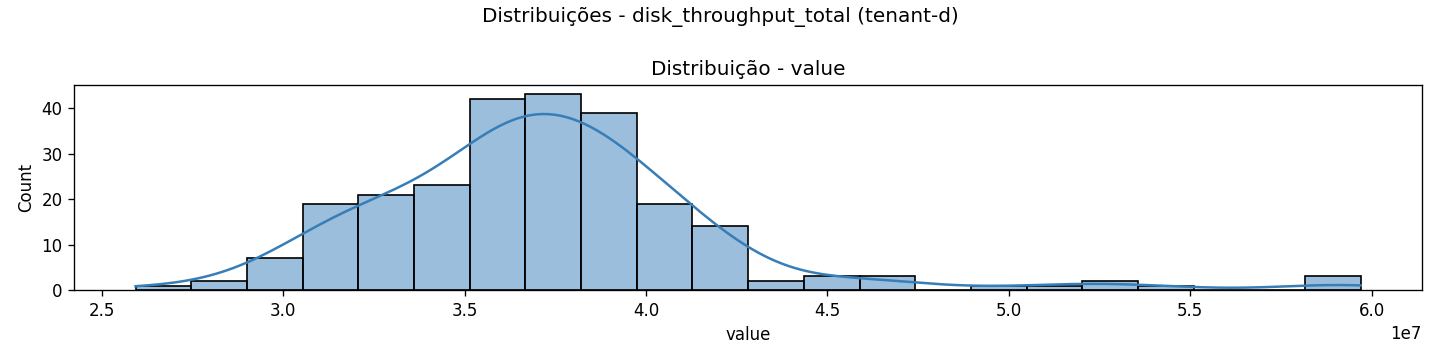 Distribuições - disk_throughput_total (tenant-d)
Distribuição - value
Count
40
30
20
10
0
2.5 3.0 3.5 4.0 4.5 5.0 5.5 6.0
value
1e7